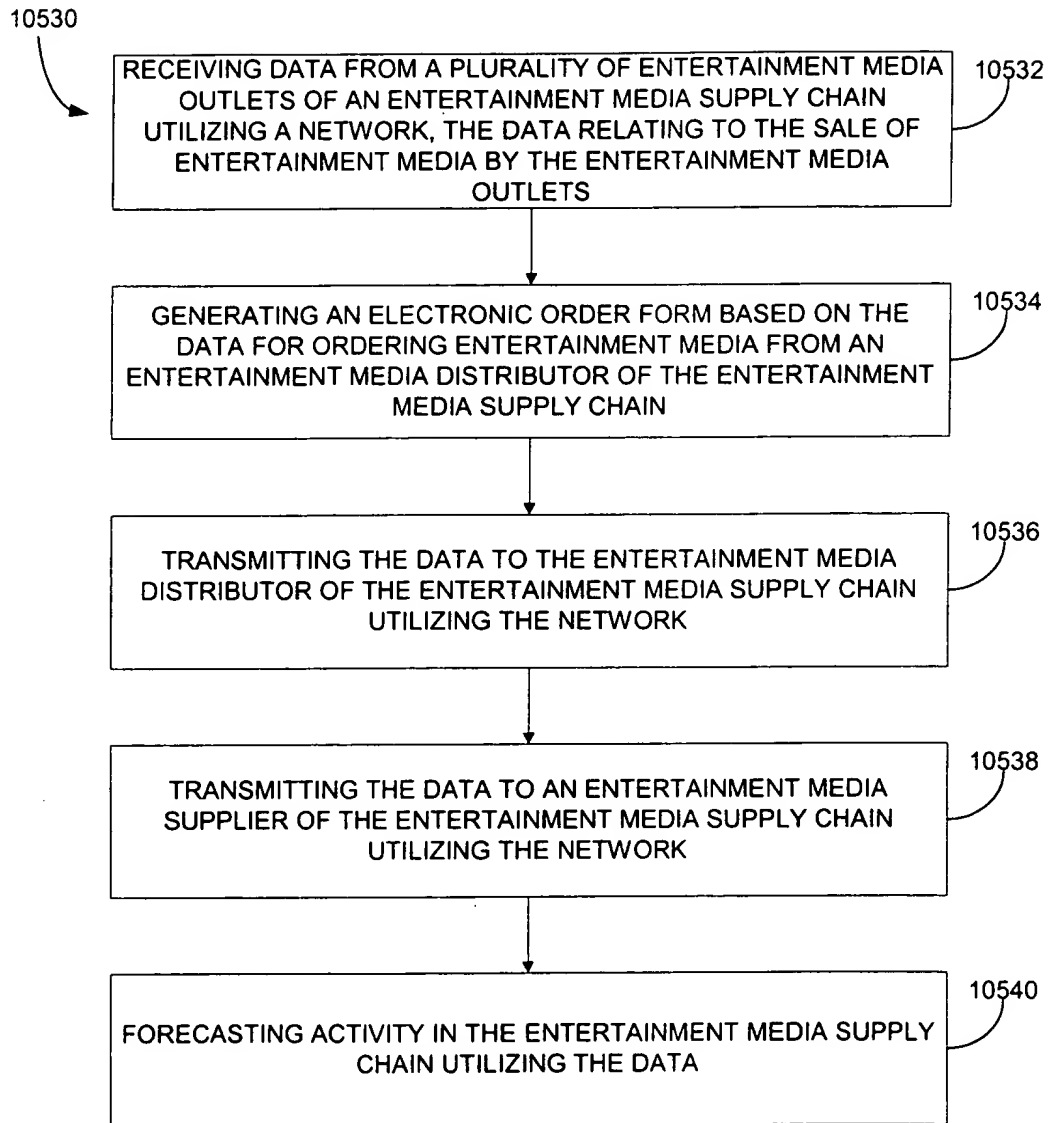 10530
RECEIVING DATA FROM A PLURALITY OF ENTERTAINMENT MEDIA
OUTLETS OF AN ENTERTAINMENT MEDIA SUPPLY CHAIN
UTILIZING A NETWORK, THE DATA RELATING TO THE SALE OF
ENTERTAINMENT MEDIA BY THE ENTERTAINMENT MEDIA
OUTLETS
10532
GENERATING AN ELECTRONIC ORDER FORM BASED ON THE
DATA FOR ORDERING ENTERTAINMENT MEDIA FROM AN
ENTERTAINMENT MEDIA DISTRIBUTOR OF THE ENTERTAINMENT
MEDIA SUPPLY CHAIN
10534
TRANSMITTING THE DATA TO THE ENTERTAINMENT MEDIA
DISTRIBUTOR OF THE ENTERTAINMENT MEDIA SUPPLY CHAIN
UTILIZING THE NETWORK
10536
TRANSMITTING THE DATA TO AN ENTERTAINMENT MEDIA
SUPPLIER OF THE ENTERTAINMENT MEDIA SUPPLY CHAIN
UTILIZING THE NETWORK
10538
FORECASTING ACTIVITY IN THE ENTERTAINMENT MEDIA SUPPLY
CHAIN UTILIZING THE DATA
10540